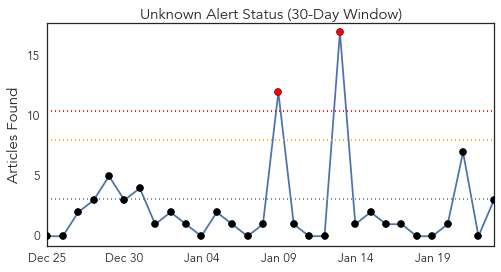 Unknown Alert Status (30-Day Window)
Articles Found
15
10
5
0
Dec 25 Dec 30 Jan 04 Jan 09 Jan 14 Jan 19